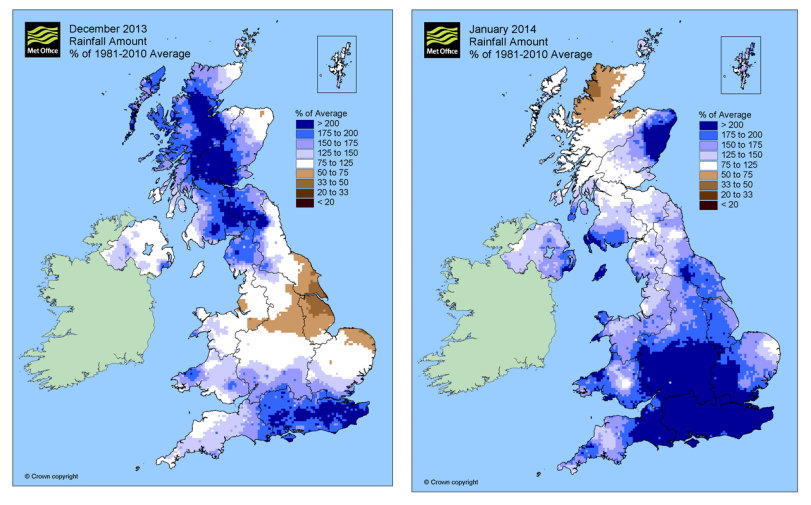 Met Office
December 2013
Rainfall Amount
% of 1981-2010 Average
% of Average
> 200
175 to 200
150 to 175
125 to 150
75 to 125
50 to 75
33 to 50
20 to 33
< 20
© Crown copyright
Met Office
January 2014
Rainfall Amount
% of 1981-2010 Average
% of Average
> 200
175 to 200
150 to 175
125 to 150
75 to 125
50 to 75
33 to 50
20 to 33
< 20
© Crown copyright